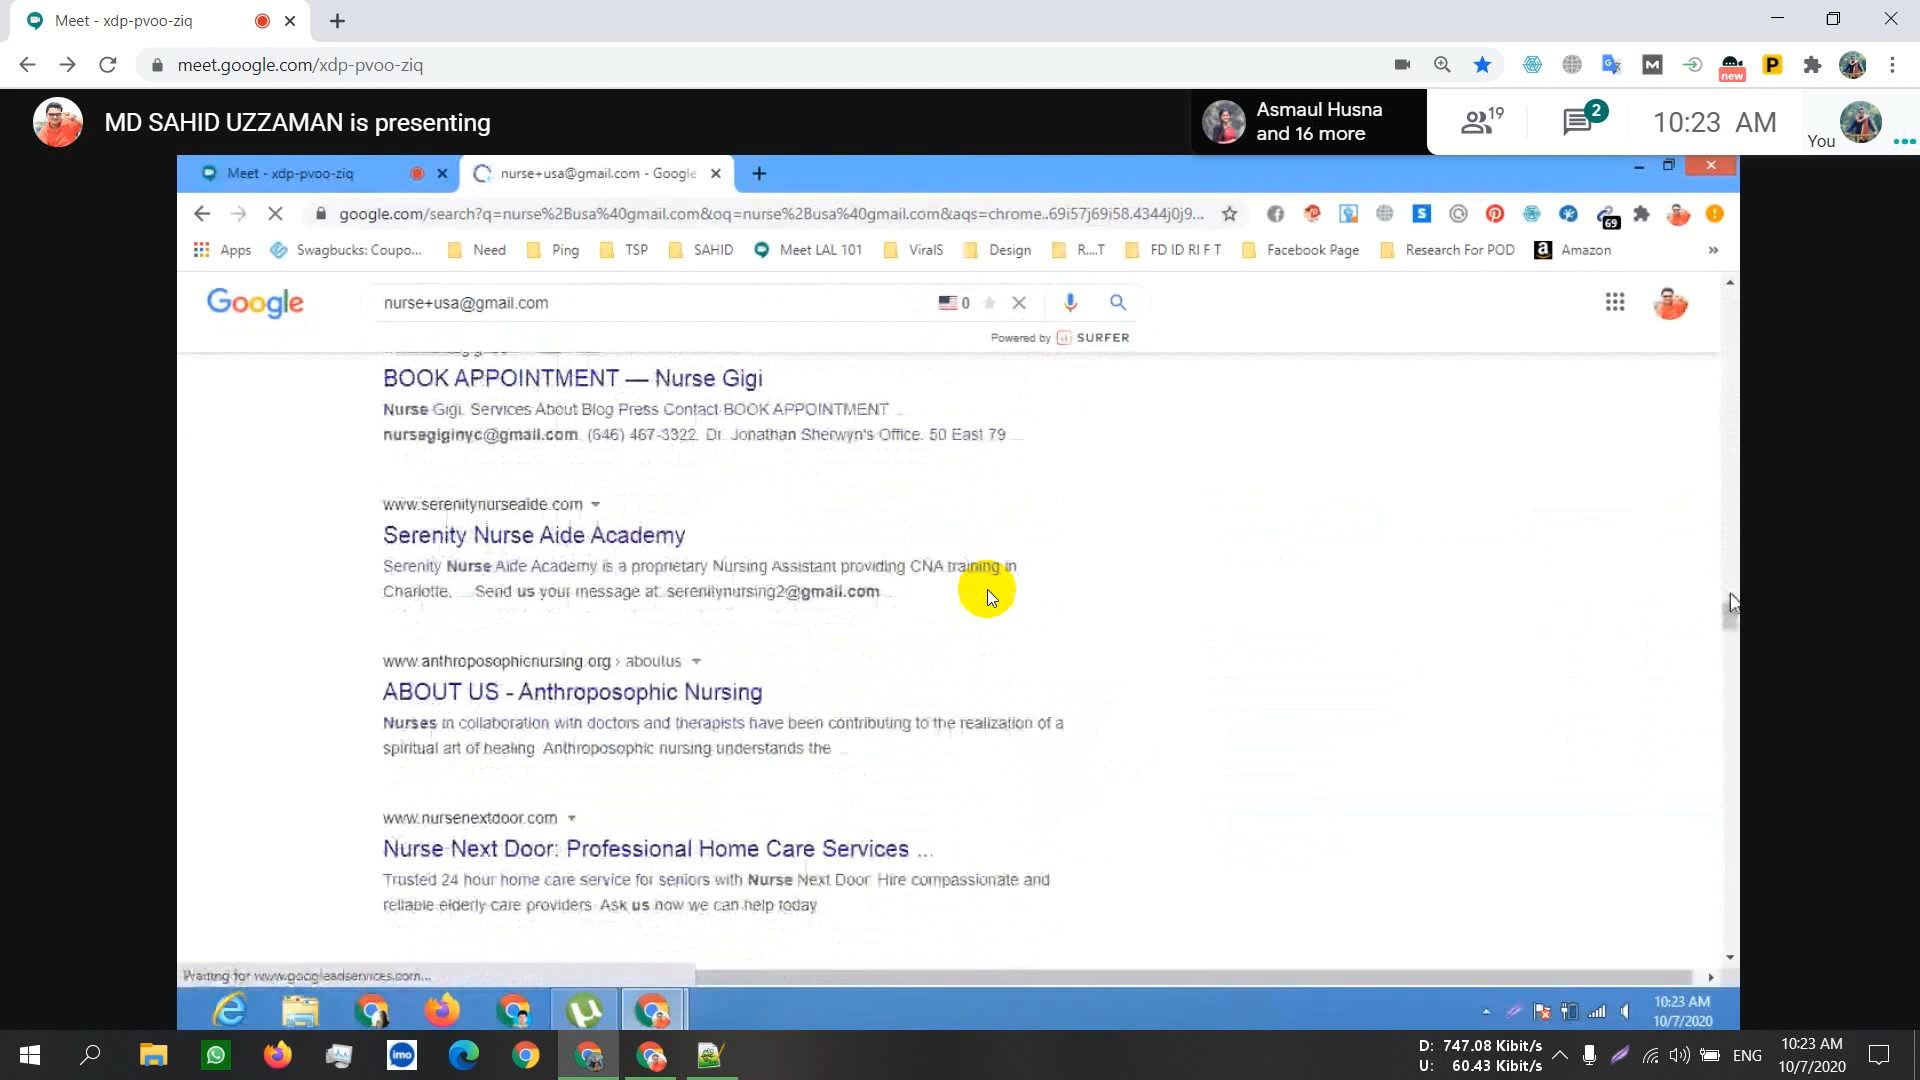 Meet - xdp-pvoo-ziq
meet.google.com/xdp-pvoo-ziq
new
MD SAHID UZZAMAN is presenting
Asmaul Husna
and 16 more
19
2
10:23 AM
You
Meet - xdp-pvoo-ziq
nurse+usa@gmail.com - Google
google.com/search?q=nurse%2Busa%40gmail.com&oq=nurse%2Busa%40gmail.com&aqs=chrome..69i57j69i58.4344j0j9...
69
Apps Swagbucks: Coupo... Need Ping TSP SAHID Meet LAL 101 ViralS Design R....T FD ID RI F T Facebook Page Research For POD Amazon »
Google
nurse+usa@gmail.com
0
Powered by SURFER
BOOK APPOINTMENT — Nurse Gigi
Nurse Gigi. Services About Blog Press Contact BOOK APPOINTMENT ...
nursegiginyc@gmail.com. (646) 467-3322. Dr. Jonathan Sherwyn's Office. 50 East 79 ...
www.serenitynurseaide.com
Serenity Nurse Aide Academy
Serenity Nurse Aide Academy is a proprietary Nursing Assistant providing CNA training in
Charlotte, ... Send us your message at: serenitynursing2@gmail.com ...
www.anthroposophicnursing.org › aboutus
ABOUT US - Anthroposophic Nursing
Nurses in collaboration with doctors and therapists have been contributing to the realization of a
spiritual art of healing. Anthroposophic nursing understands the ...
www.nursenextdoor.com
Nurse Next Door: Professional Home Care Services ...
Trusted 24 hour home care service for seniors with Nurse Next Door. Hire compassionate and
reliable elderly care providers. Ask us how we can help today
Waiting for www.googleadservices.com...
10:23 AM
10/7/2020
imo
D: 747.08 Kibit/s
U: 60.43 Kibit/s
ENG
10:23 AM
10/7/2020